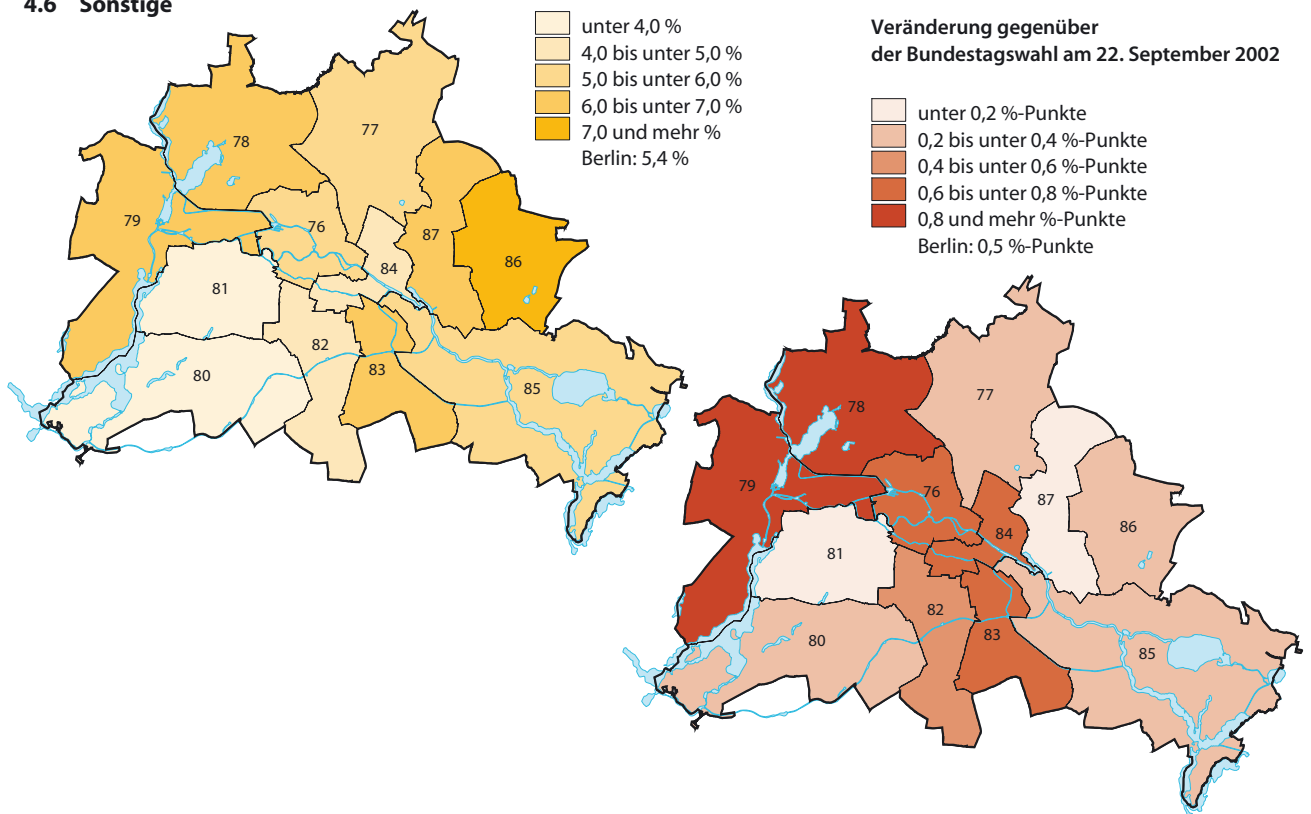 4.6 Sonstige
unter 4,0 %
4,0 bis unter 5,0 %
5,0 bis unter 6,0 %
6,0 bis unter 7,0 %
7,0 und mehr %
Berlin: 5,4 %
77
78
79
76
87
84
86
81
82
83
80
85
Veränderung gegenüber
der Bundestagswahl am 22. September 2002
unter 0,2 %-Punkte
0,2 bis unter 0,4 %-Punkte
0,4 bis unter 0,6 %-Punkte
0,6 bis unter 0,8 %-Punkte
0,8 und mehr %-Punkte
Berlin: 0,5 %-Punkte
77
78
79
76
87
84
86
81
82
83
80
85